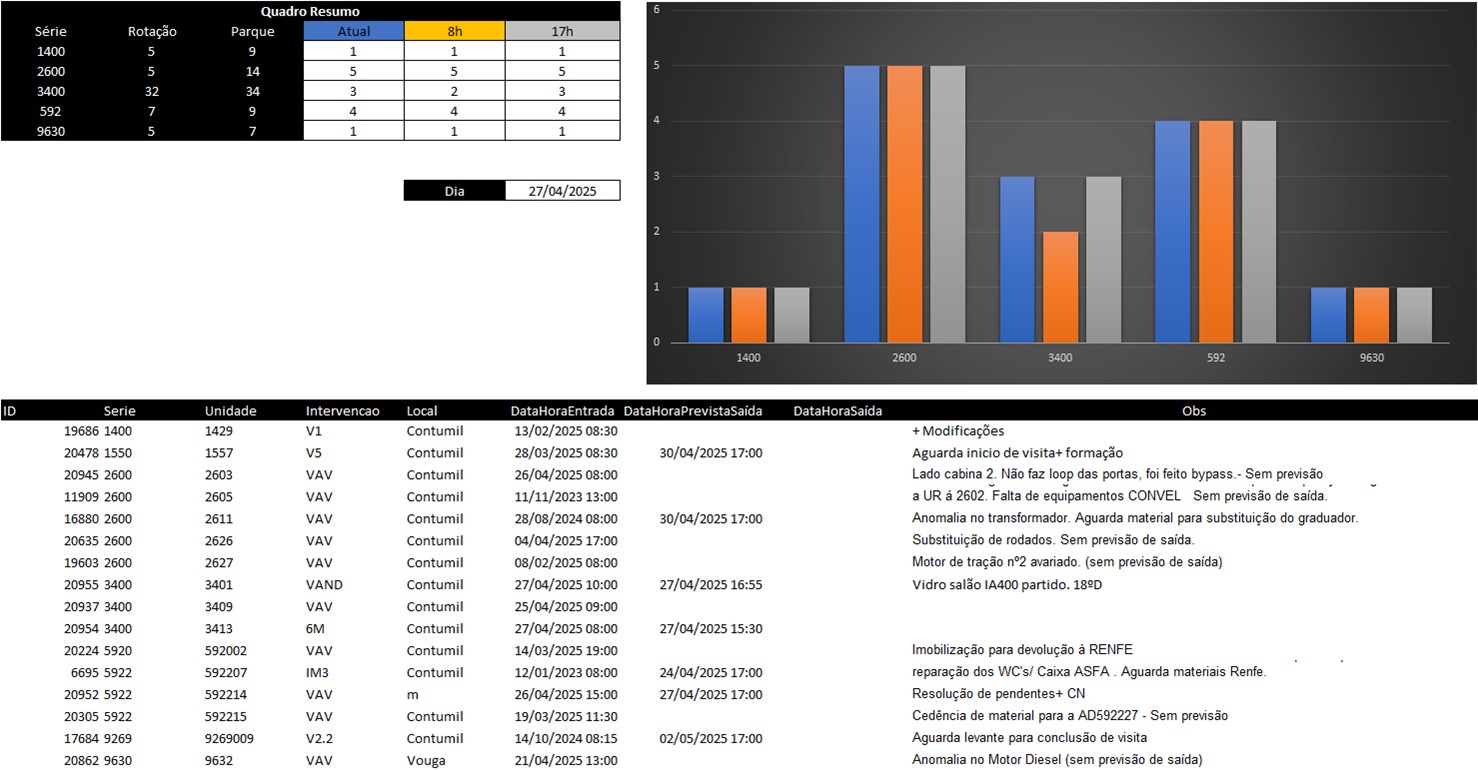 Quadro Resumo
Série Rotação Parque Atual 8h 17h
1400 5 9 1 1 1
2600 5 14 5 5 5
3400 32 34 3 2 3
592 7 9 4 4 4
9630 5 7 1 1 1
Dia 27/04/2025
6
5
4
3
2
1
0
1400 2600 3400 592 9630
ID Serie Unidade Intervencao Local DataHoraEntrada DataHoraPrevistaSaída DataHoraSaída Obs
19686 1400 1429 V1 Contumil 13/02/2025 08:30 + Modificações
20478 1550 1557 V5 Contumil 28/03/2025 08:30 30/04/2025 17:00 Aguarda inicio de visita+ formação
20945 2600 2603 VAV Contumil 26/04/2025 08:00 Lado cabina 2. Não faz loop das portas, foi feito bypass.- Sem previsão
11909 2600 2605 VAV Contumil 11/11/2023 13:00 a UR á 2602. Falta de equipamentos CONVEL Sem previsão de saída.
16880 2600 2611 VAV Contumil 28/08/2024 08:00 30/04/2025 17:00 Anomalia no transformador. Aguarda material para substituição do graduador.
20635 2600 2626 VAV Contumil 04/04/2025 17:00 Substituição de rodados. Sem previsão de saída.
19603 2600 2627 VAV Contumil 08/02/2025 08:00 Motor de tração nº2 avariado. (sem previsão de saída)
20955 3400 3401 VAND Contumil 27/04/2025 10:00 27/04/2025 16:55 Vidro salão IA400 partido. 18ºD
20937 3400 3409 VAV Contumil 25/04/2025 09:00
20954 3400 3413 6M Contumil 27/04/2025 08:00 27/04/2025 15:30
20224 5920 592002 VAV Contumil 14/03/2025 19:00 Imobilização para devolução à RENFE
6695 5922 592207 IM3 Contumil 12/01/2023 08:00 24/04/2025 17:00 reparação dos WC's/ Caixa ASFA . Aguarda materiais Renfe.
20952 5922 592214 VAV m 26/04/2025 15:00 27/04/2025 17:00 Resolução de pendentes+ CN
20305 5922 592215 VAV Contumil 19/03/2025 11:30 Cedência de material para a AD592227 - Sem previsão
17684 9269 9269009 V2.2 Contumil 14/10/2024 08:15 02/05/2025 17:00 Aguarda levante para conclusão de visita
20862 9630 9632 VAV Vouga 21/04/2025 13:00 Anomalia no Motor Diesel (sem previsão de saída)